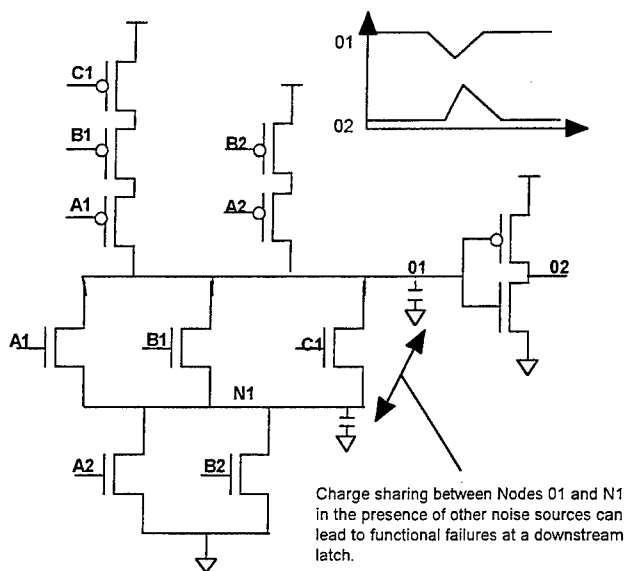 C1
B1
A1
B2
A2
01
02
01
02
A1
B1
C1
N1
A2
B2
Charge sharing between Nodes 01 and N1
in the presence of other noise sources can
lead to functional failures at a downstream
latch.